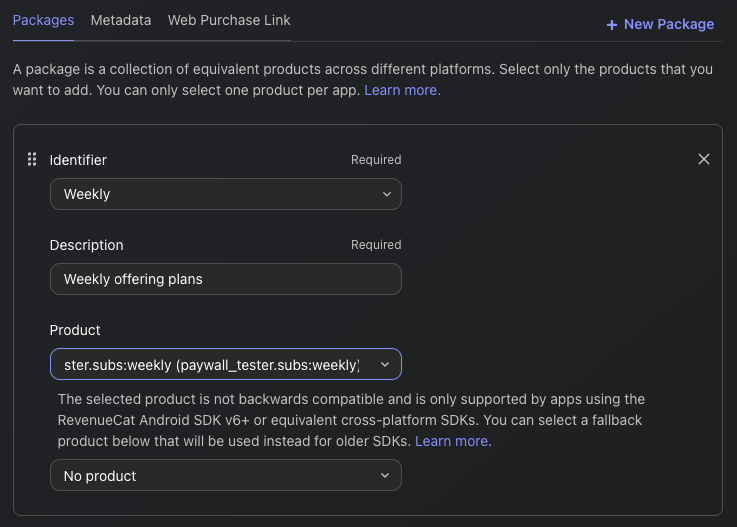 Packages Metadata Web Purchase Link
+ New Package
A package is a collection of equivalent products across different platforms. Select only the products that you
want to add. You can only select one product per app. Learn more.
Identifier Required
Weekly
Description Required
Weekly offering plans
Product
ster.subs:weekly (paywall_tester.subs:weekly)
The selected product is not backwards compatible and is only supported by apps using the
RevenueCat Android SDK v6+ or equivalent cross-platform SDKs. You can select a fallback
product below that will be used instead for older SDKs. Learn more.
No product